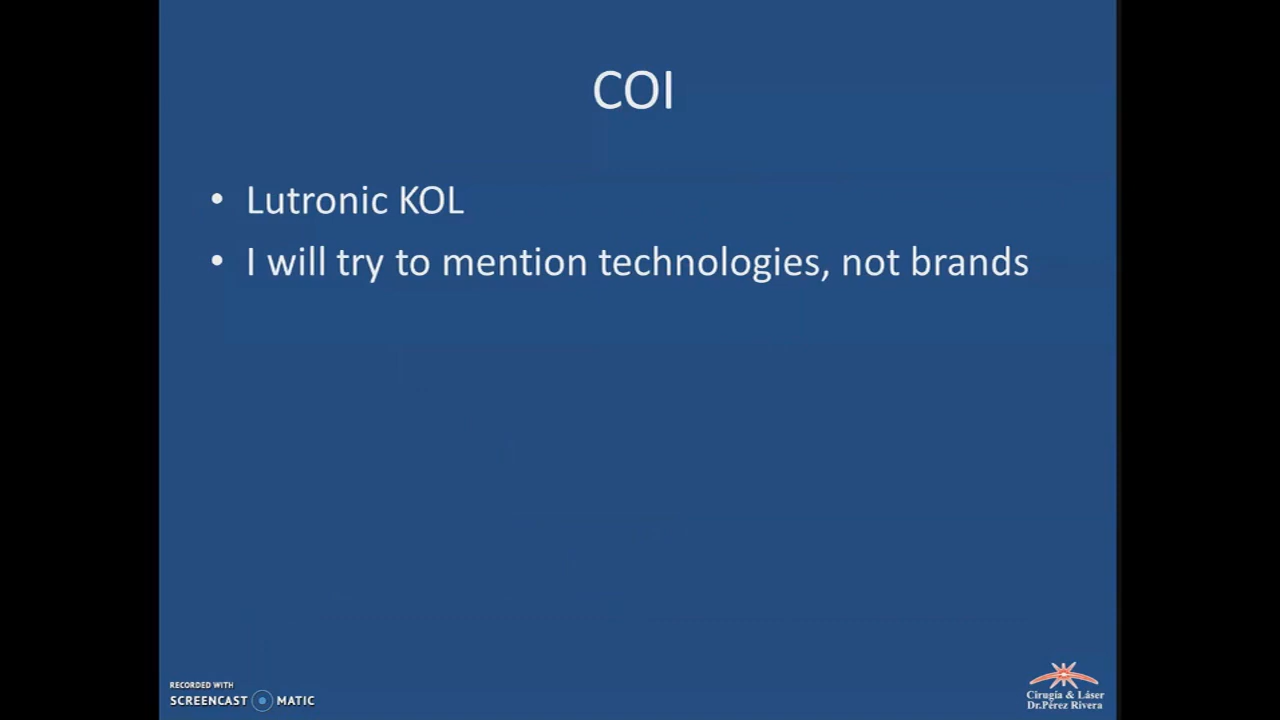 COI
• Lutronic KOL
• I will try to mention technologies, not brands
RECORDED WITH
SCREENCAST MATIC
Cirugía & Láser
Dr.Pérez Rivera